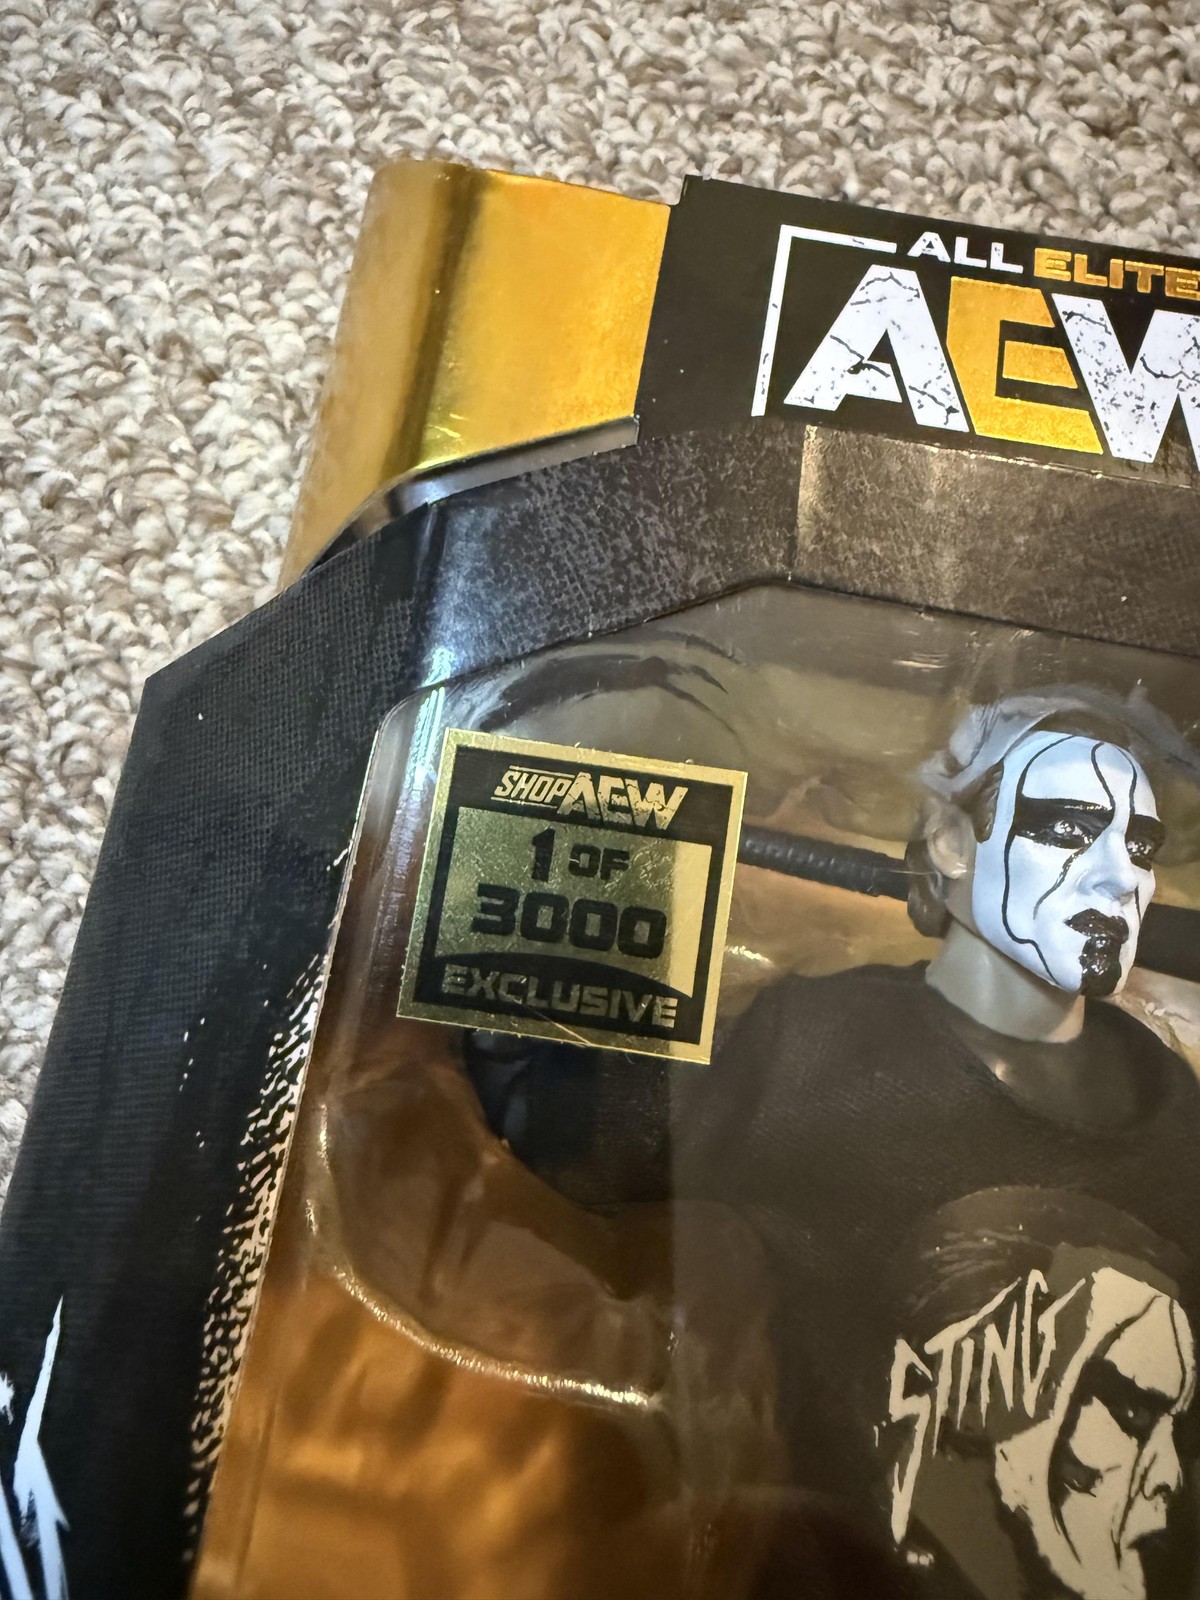 ALL ELITE
AEW
SHOP AEW
1 OF
3000
EXCLUSIVE
STING